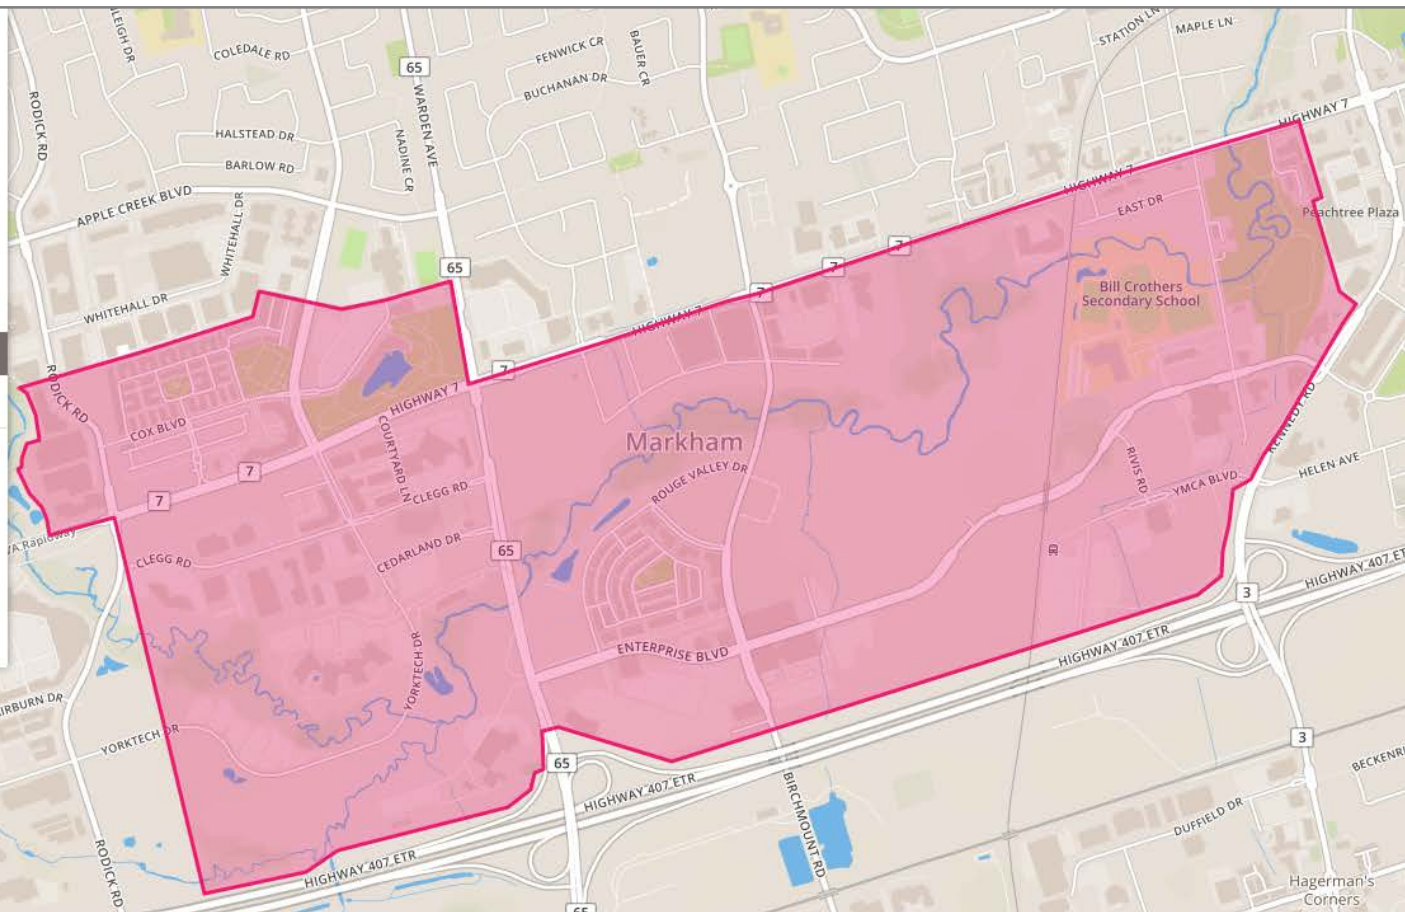 COLEDALE RD
65
FENWICK CR
BUCHANAN DR
BAUER CR
STATION LN
MAPLE LN
RODICK RD
HALSTEAD DR
BARLOW RD
NADINE CR
WARDEN AVE
HIGHWAY 7
APPLE CREEK BLVD
WHITEHALL DR
HIGHWAY 7
EAST DR
Peachtree Plaza
65
7
7
7
Bill Crothers
Secondary School
WHITEHALL DR
HIGHWAY 7
7
RODICK RD
HIGHWAY 7
COX BLVD
COURTYARD LN
Markham
KENNEDY RD
7
7
CLEGG RD
ROUGE VALLEY DR
RIVIS RD
YMCA BLVD
HELEN AVE
CLEGG RD
CEDARLAND DR
65
HIGHWAY 407 ET
3
YORKTECH DR
ENTERPRISE BLVD
HIGHWAY 407 ETR
IRBURN DR
YORKTECH DR
65
3
HIGHWAY 407 ETR
BIRCHMOUNT RD
BECKENR
DUFFIELD DR
RODICK RD
HIGHWAY 407 ETR
Hagerman's
Corners
65